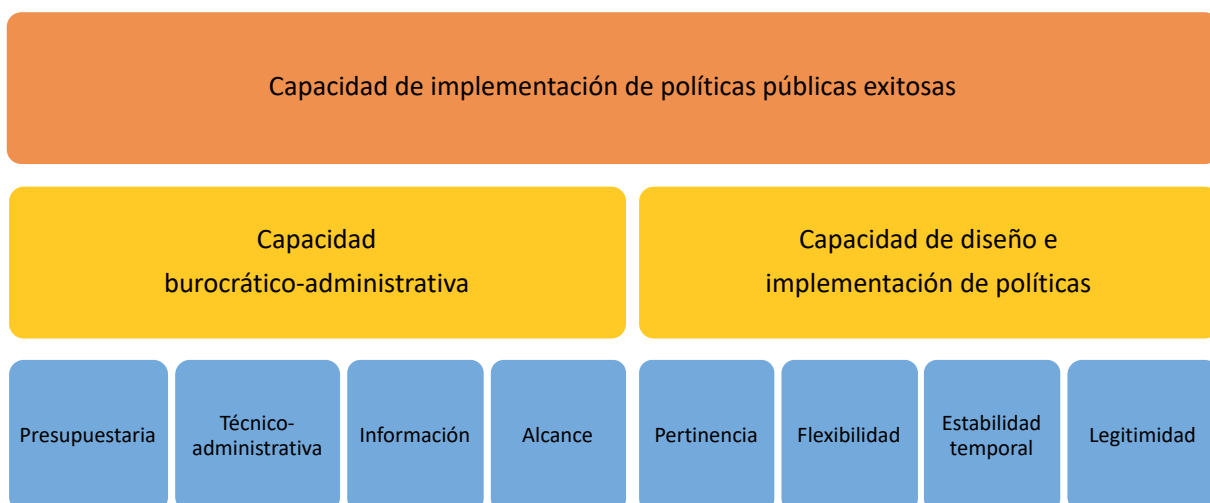 Capacidad de implementación de políticas públicas exitosas
Capacidad
burocrático-administrativa
Capacidad de diseño e
implementación de políticas
Presupuestaria
Técnico-
administrativa
Información
Alcance
Pertinencia
Flexibilidad
Estabilidad
temporal
Legitimidad